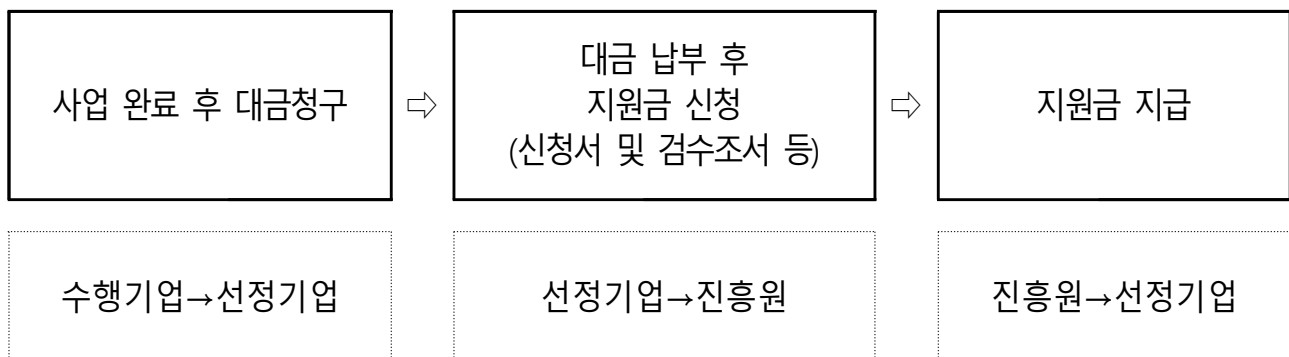 사업 완료 후 대금청구
⇨
대금 납부 후
지원금 신청
(신청서 및 검수조서 등)
⇨
지원금 지급
수행기업→선정기업
선정기업→진흥원
진흥원→선정기업